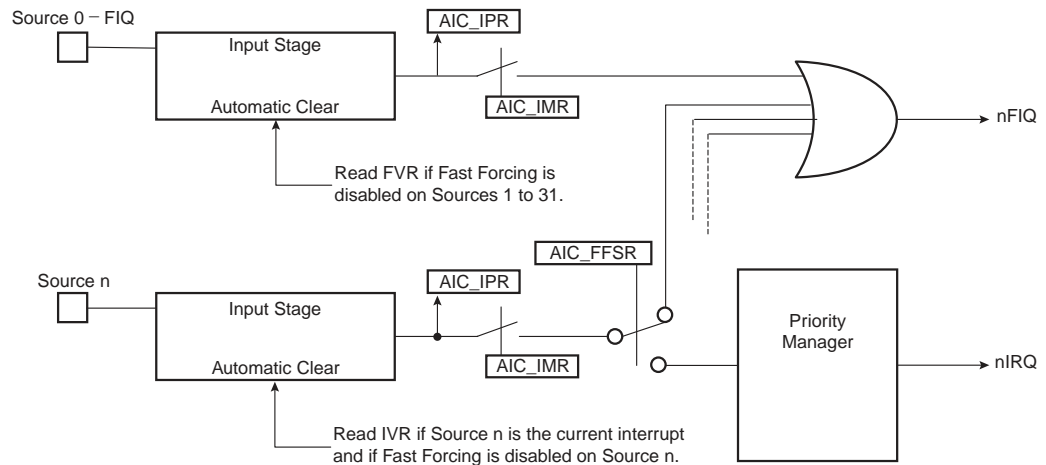 Source 0 – FIQ
AIC_IPR
Input Stage
Automatic Clear
AIC_IMR
nFIQ
Read FVR if Fast Forcing is
disabled on Sources 1 to 31.
AIC_FFSR
Source n
AIC_IPR
Input Stage
Priority
Manager
Automatic Clear
AIC_IMR
nIRQ
Read IVR if Source n is the current interrupt
and if Fast Forcing is disabled on Source n.